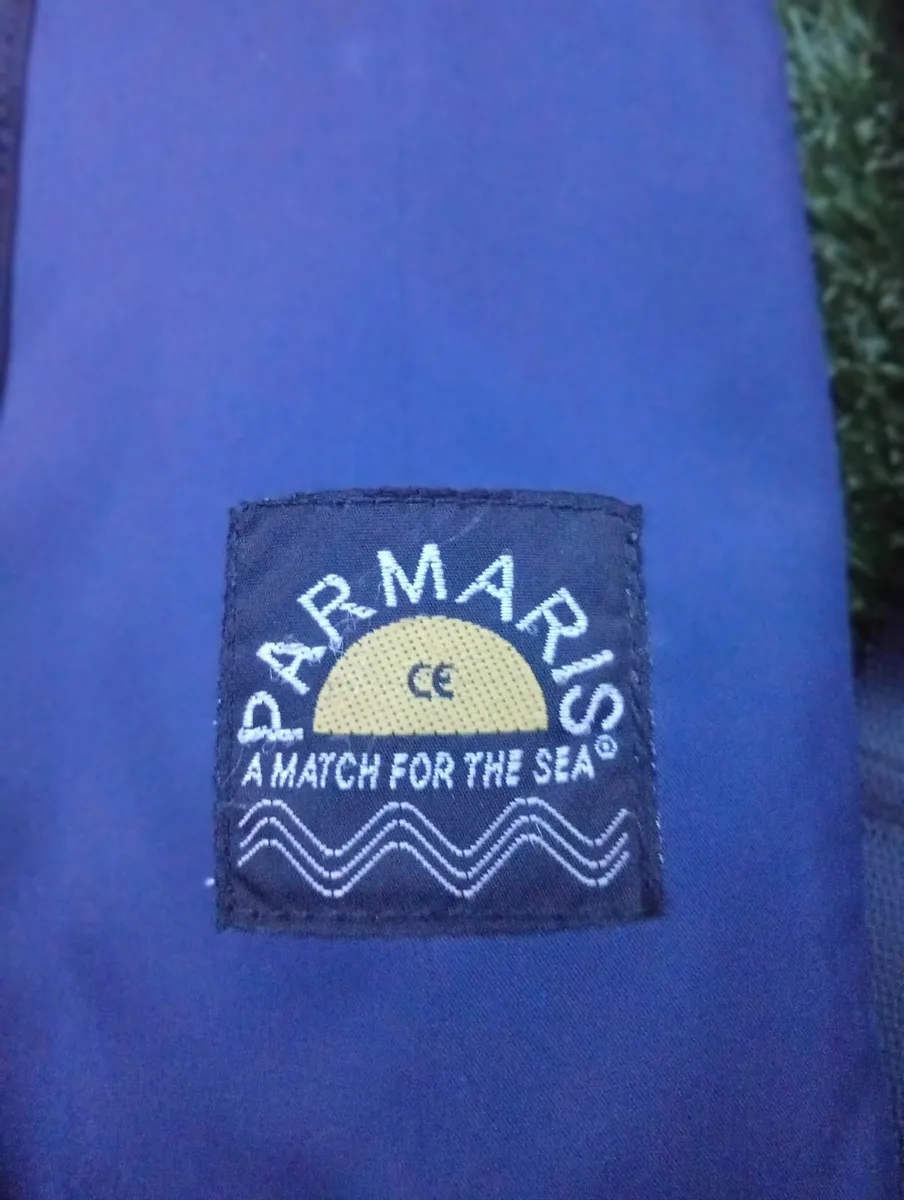 PARMARIS
CE
A MATCH FOR THE SEA®